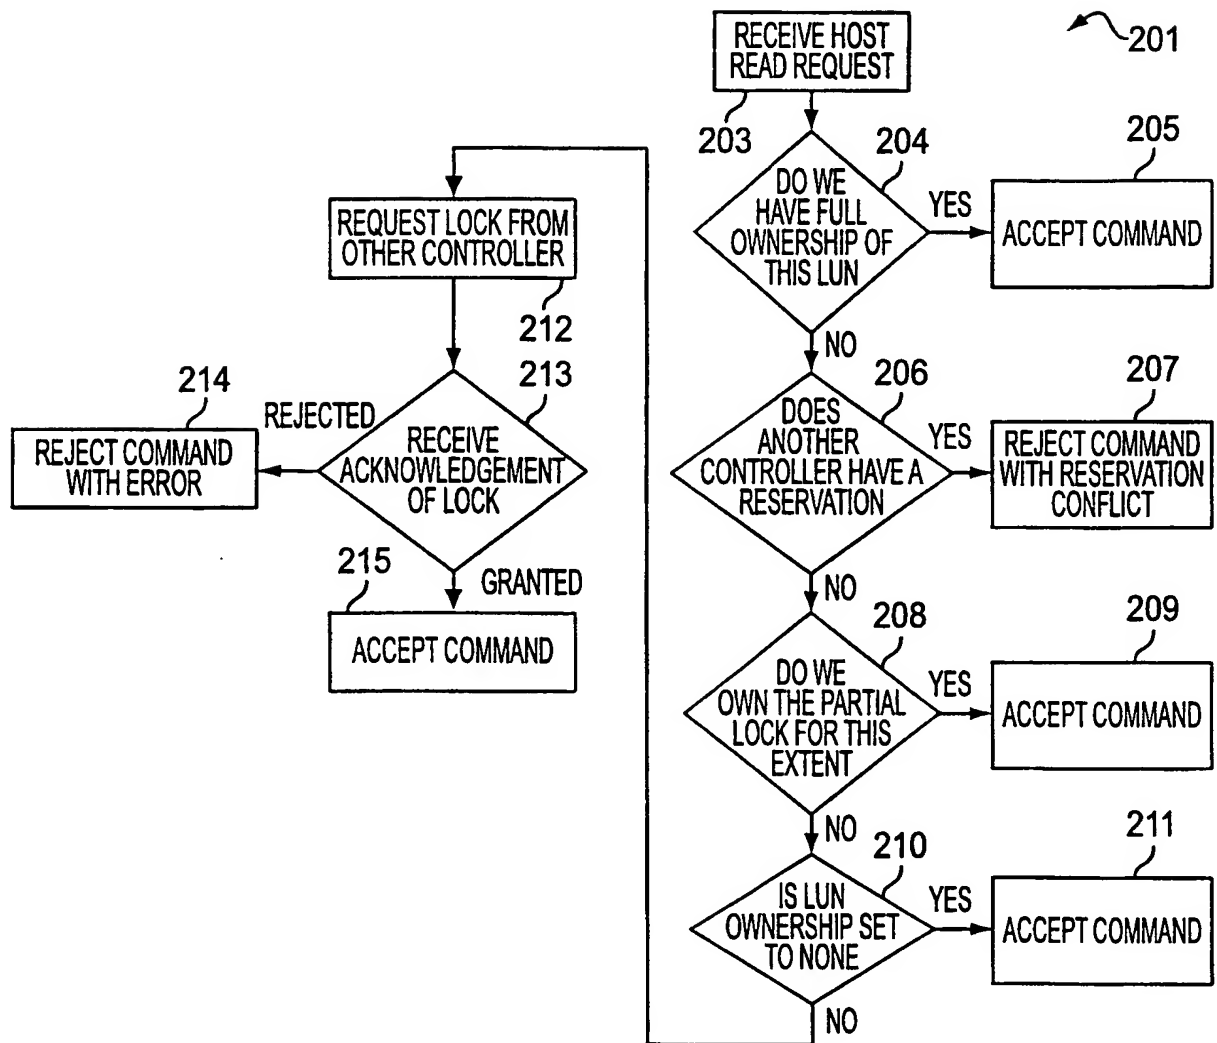 RECEIVE HOST
READ REQUEST
201
203
204
DO WE
HAVE FULL
OWNERSHIP OF
THIS LUN
YES
205
ACCEPT COMMAND
NO
206
DOES
ANOTHER
CONTROLLER HAVE A
RESERVATION
YES
207
REJECT COMMAND
WITH RESERVATION
CONFLICT
NO
208
DO WE
OWN THE PARTIAL
LOCK FOR THIS
EXTENT
YES
209
ACCEPT COMMAND
NO
210
IS LUN
OWNERSHIP SET
TO NONE
YES
211
ACCEPT COMMAND
NO
REQUEST LOCK FROM
OTHER CONTROLLER
212
213
RECEIVE
ACKNOWLEDGEMENT
OF LOCK
REJECTED
214
REJECT COMMAND
WITH ERROR
GRANTED
215
ACCEPT COMMAND